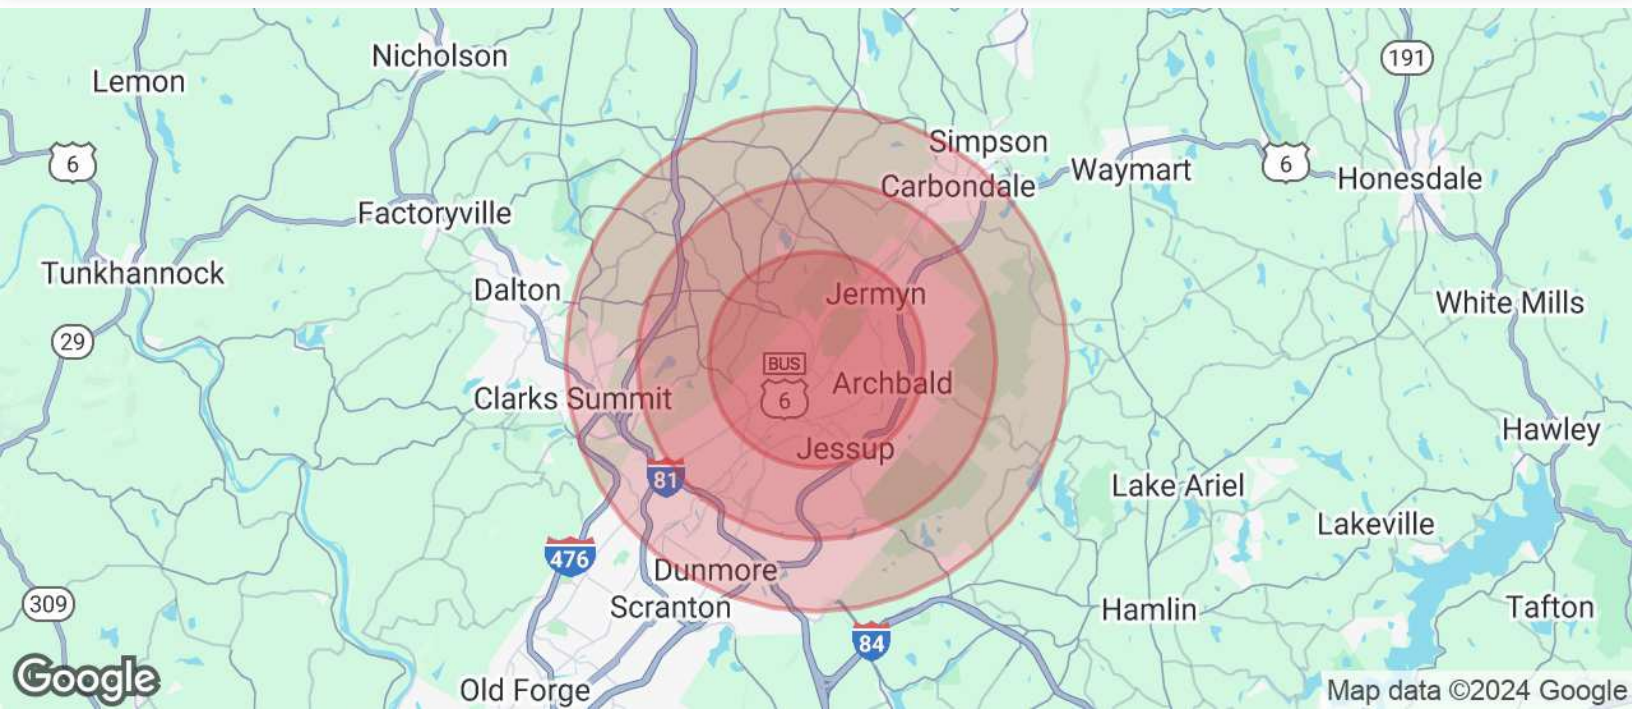 Nicholson
191
Lemon
Simpson
6
6
Waymart
Carbondale
Honesdale
Factoryville
Tunkhannock
Dalton
Jermyn
White Mills
29
BUS
6
Archbald
Clarks Summit
Hawley
Jessup
81
Lake Ariel
Lakeville
476
Dunmore
309
Scranton
Hamlin
Tafton
84
Google
Old Forge
Map data ©2024 Google